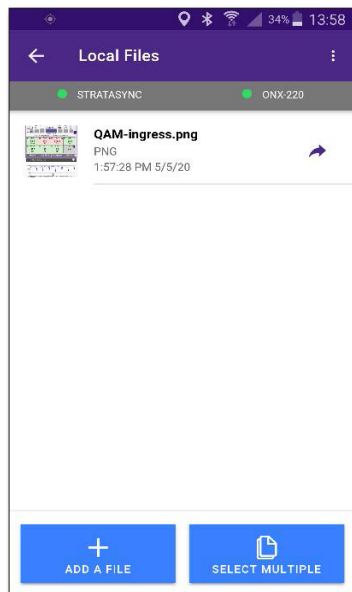 34% 13:58
Local Files
STRATASYNC ONX-220
QAM-ingress.png
PNG
1:57:28 PM 5/5/20
ADD A FILE SELECT MULTIPLE